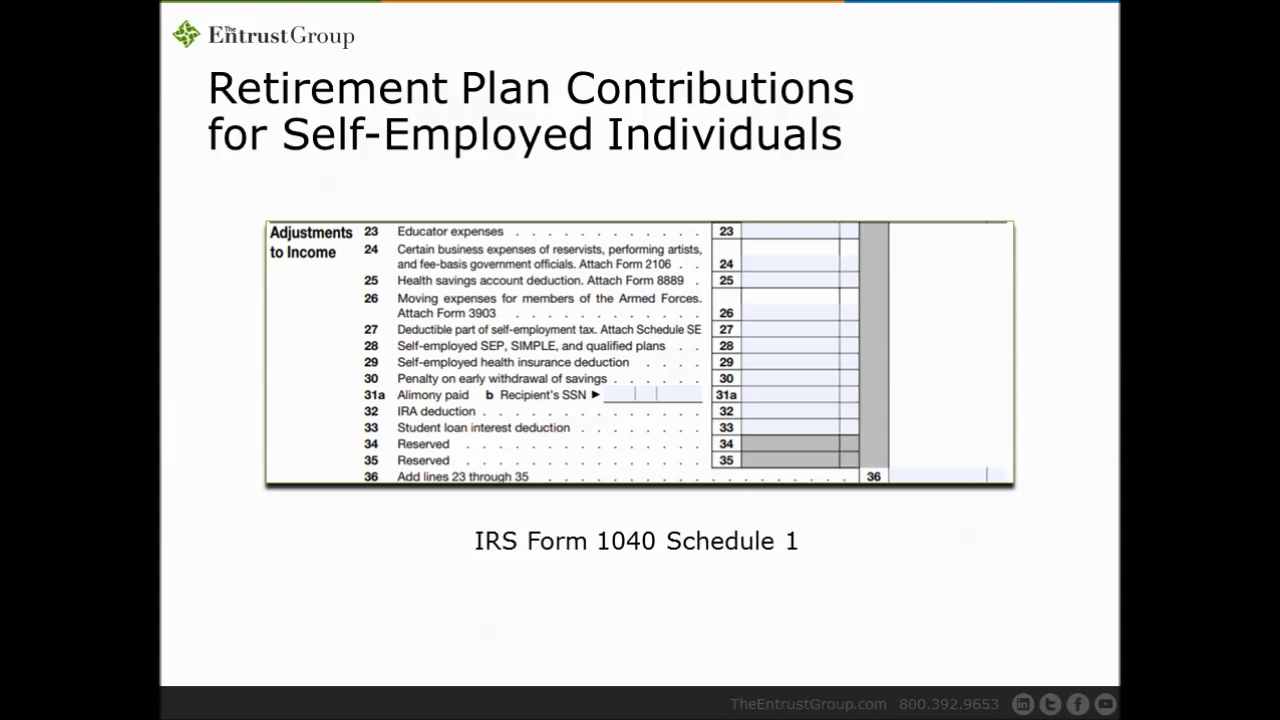 The EntrustGroup
Retirement Plan Contributions
for Self-Employed Individuals
Adjustments to Income
23 Educator expenses . . . . . . . . . . . 23
24 Certain business expenses of reservists, performing artists,
and fee-basis government officials. Attach Form 2106 . . 24
25 Health savings account deduction. Attach Form 8889 . 25
26 Moving expenses for members of the Armed Forces.
Attach Form 3903 . . . . . . . . . . . 26
27 Deductible part of self-employment tax. Attach Schedule SE 27
28 Self-employed SEP, SIMPLE, and qualified plans . . 28
29 Self-employed health insurance deduction . . . . 29
30 Penalty on early withdrawal of savings . . . . . . 30
31a Alimony paid b Recipient's SSN ▶ 31a
32 IRA deduction . . . . . . . . . . . . . 32
33 Student loan interest deduction . . . . . . . . 33
34 Reserved . . . . . . . . . . . . . . 34
35 Reserved . . . . . . . . . . . . . . 35
36 Add lines 23 through 35 . . . . . . . . . . . . . . . . . . . 36
IRS Form 1040 Schedule 1
TheEntrustGroup.com 800.392.9653